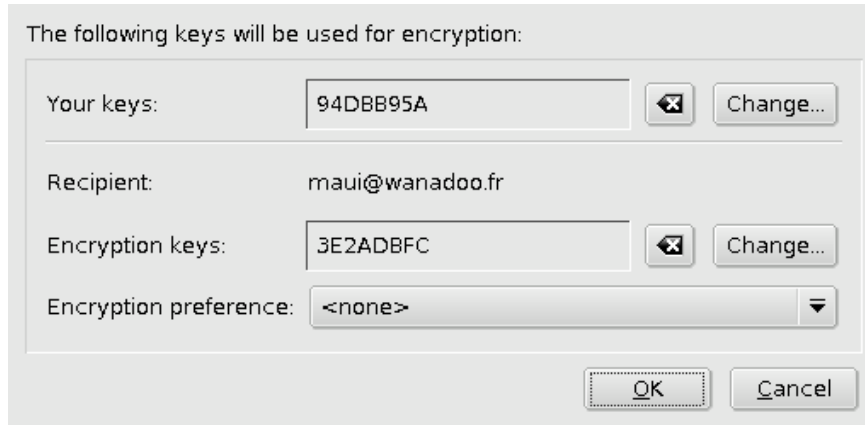 The following keys will be used for encryption:
Your keys: 94DBB95A Change...
Recipient: maui@wanadoo.fr
Encryption keys: 3E2ADBFC Change...
Encryption preference: <none>
OK Cancel